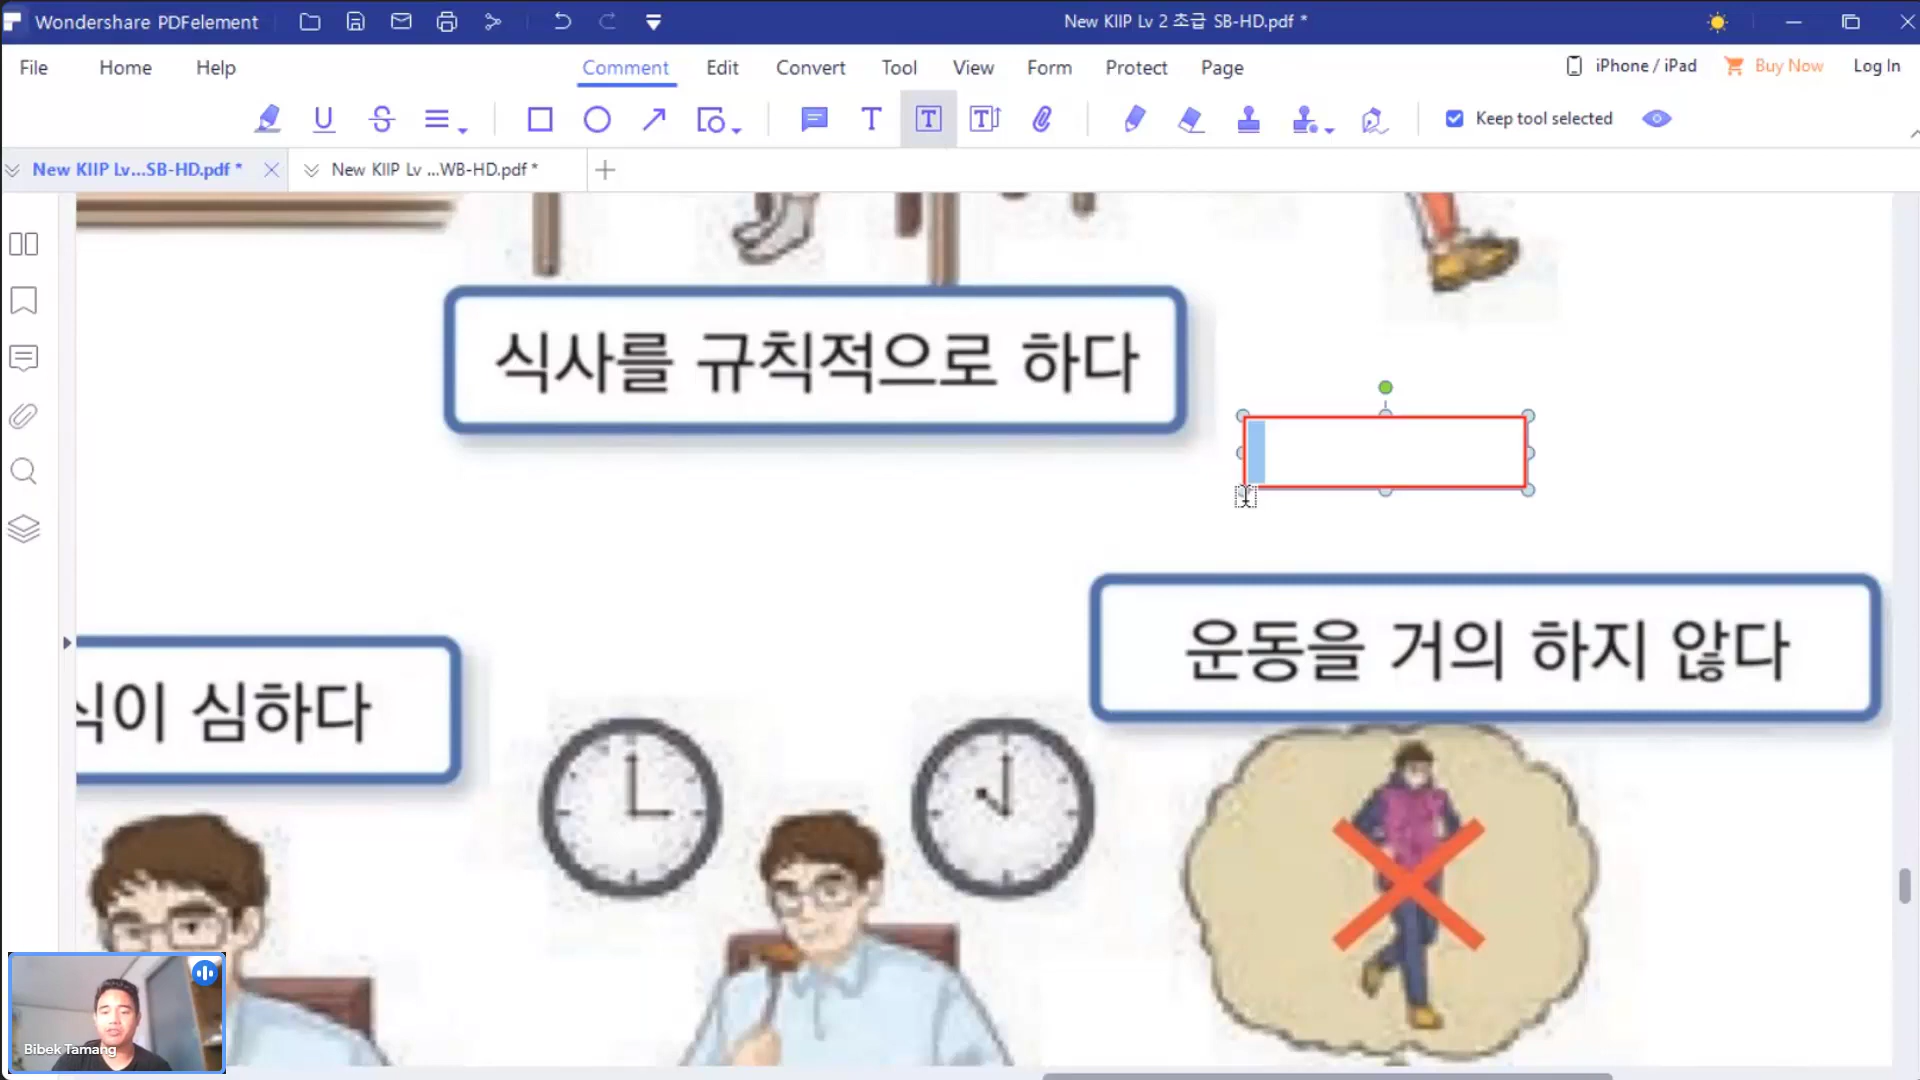 Wondershare PDFelement
New KIIP Lv 2 초급 SB-HD.pdf *
File Home Help
Comment Edit Convert Tool View Form Protect Page
iPhone / iPad Buy Now Log In
Keep tool selected
New KIIP Lv...SB-HD.pdf *
New KIIP Lv ...WB-HD.pdf *
식사를 규칙적으로 하다
운동을 거의 하지 않다
식이 심하다
Bibek Tamang